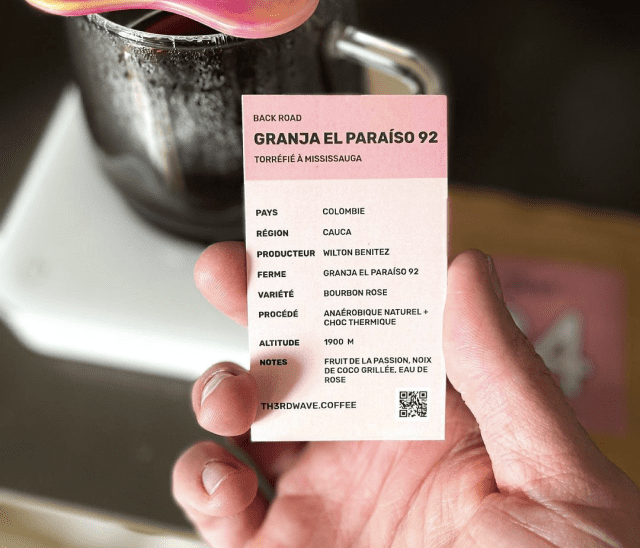 BACK ROAD
GRANJA EL PARAÍSO 92
TORRÉFIÉ À MISSISSAUGA
PAYS COLOMBIE
RÉGION CAUCA
PRODUCTEUR WILTON BENITEZ
FERME GRANJA EL PARAÍSO 92
VARIÉTÉ BOURBON ROSE
PROCÉDÉ ANAÉROBIQUE NATUREL +
CHOC THERMIQUE
ALTITUDE 1900 M
NOTES FRUIT DE LA PASSION, NOIX
DE COCO GRILLÉE, EAU DE
ROSE
TH3RDWAVE.COFFEE